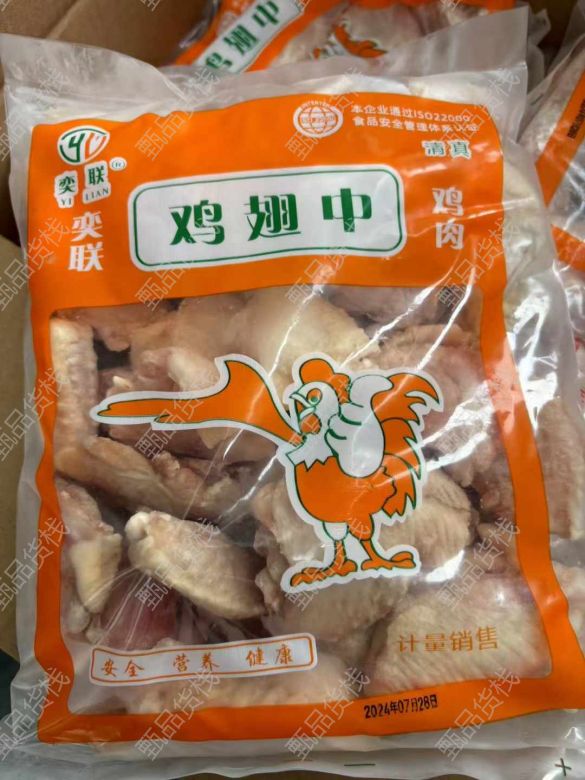 鸡翅中
本企业通过ISO22000
食品安全管理体系认证
清真
奕联®
YI LIAN
奕联
鸡翅中
鸡肉
安全 营养 健康
计量销售
2024年07月28日
甄品货栈